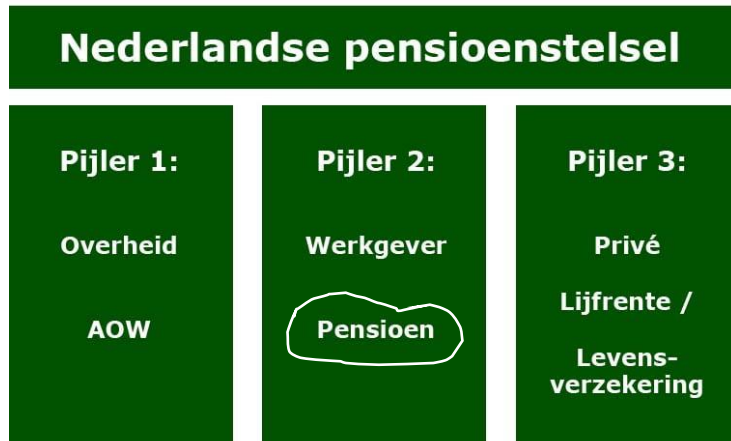 Nederlandse pensioenstelsel
Pijler 1:
Overheid
AOW
Pijler 2:
Werkgever
Pensioen
Pijler 3:
Privé
Lijfrente /
Levens-
verzekering